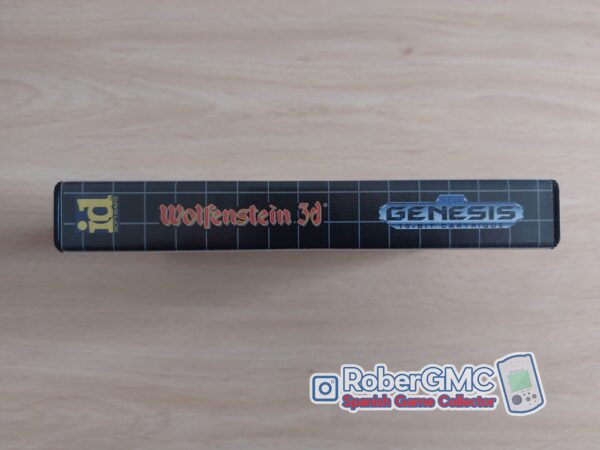 id
SOFTWARE
Wolfenstein 3d
GENESIS
16-BIT CARTRIDGE
RoberGMC
Spanish Game Collector